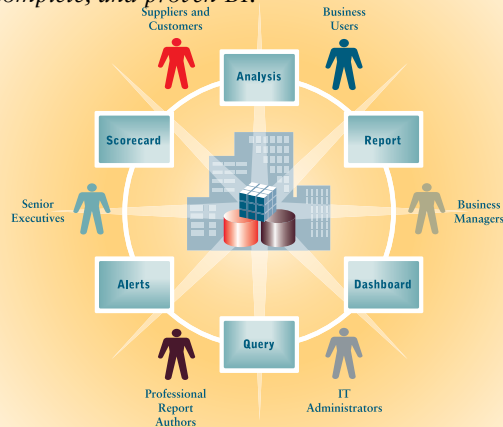 complete, and proven BI.
Suppliers and
Customers
Business
Users
Analysis
Scorecard
Report
Senior
Executives
Business
Managers
Alerts
Dashboard
Query
Professional
Report
Authors
IT
Administrators